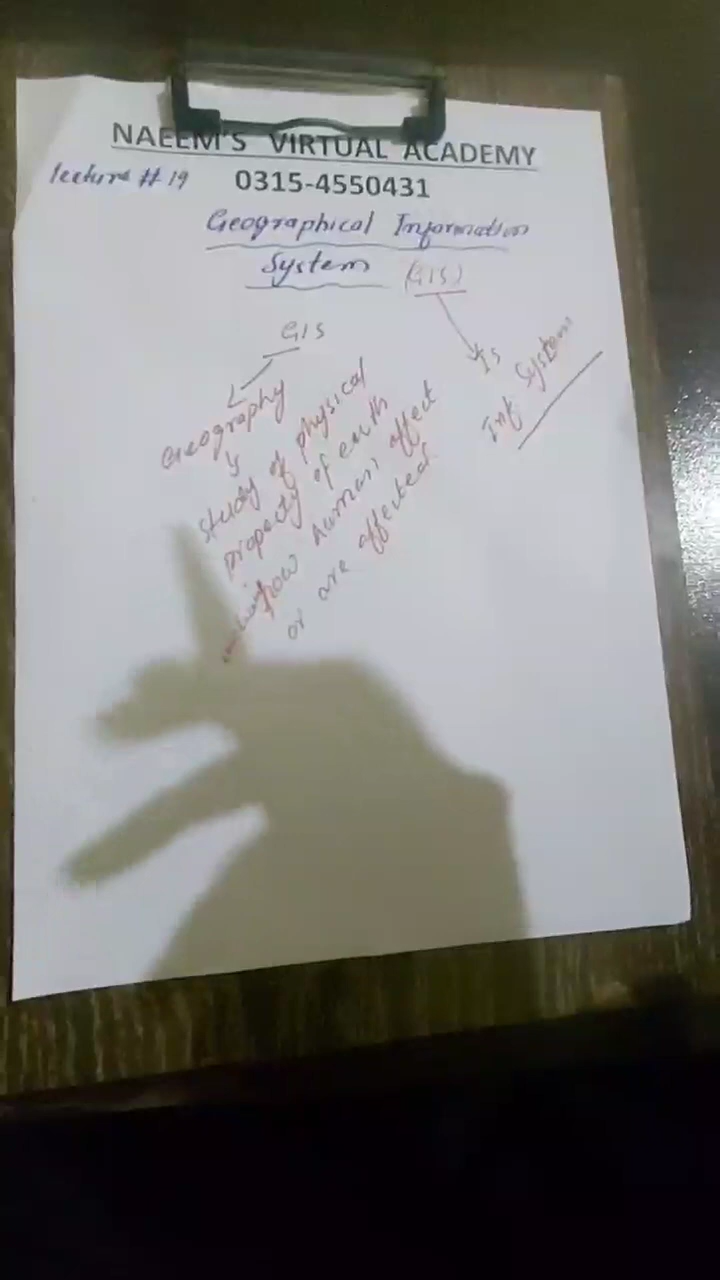 NAEEM'S VIRTUAL ACADEMY
lecture # 19 0315-4550431
Geographical Information
System (GIS)
GIS
Geography
study of physical
property of earth
how humans affect
or are affected
Is
Inf System